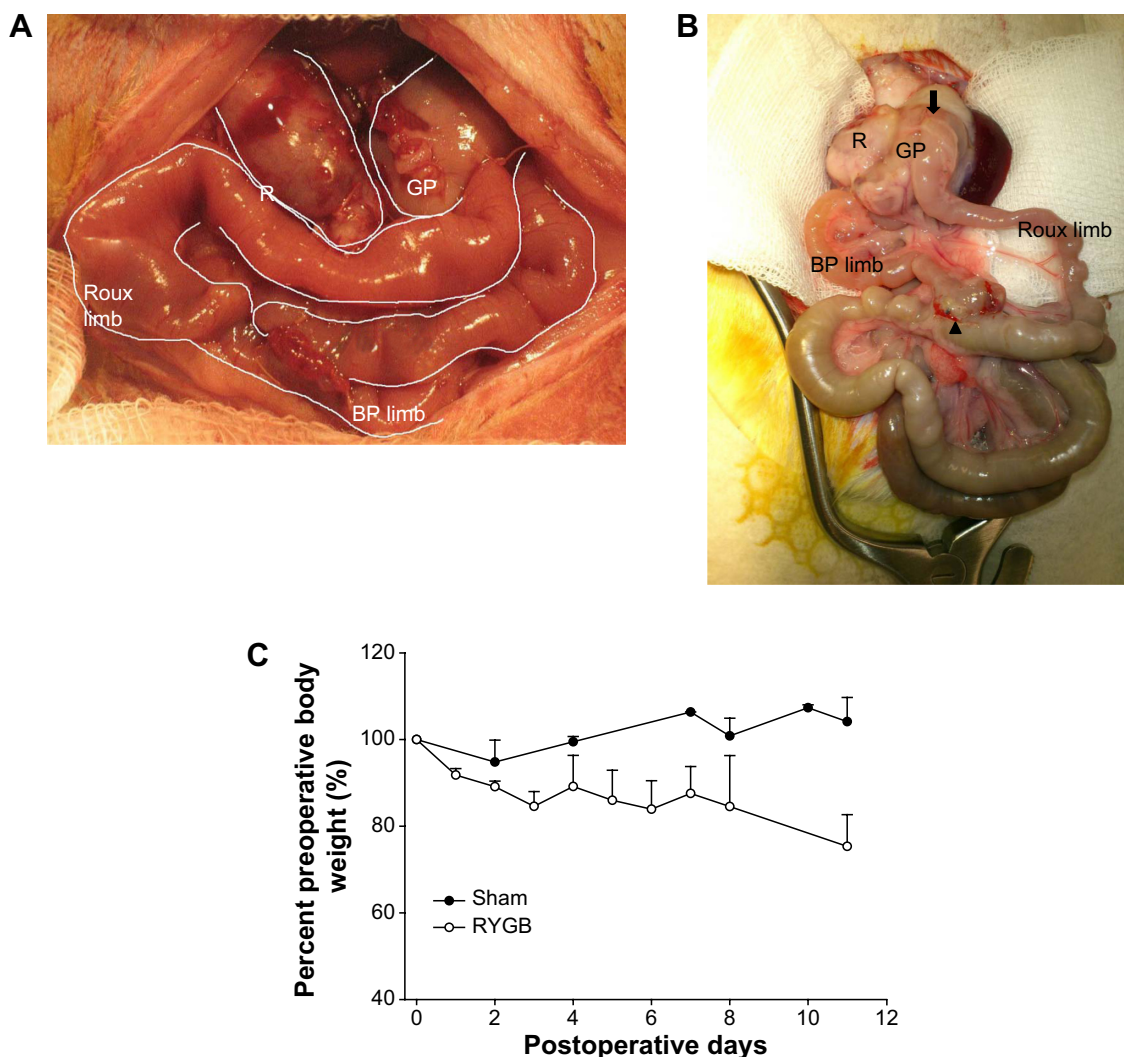 A
R
GP
Roux
limb
BP limb
B
R
GP
Roux limb
BP limb
C
Percent preoperative body
weight (%)
120
100
80
60
40
Sham
RYGB
0
2
4
6
8
10
12
Postoperative days